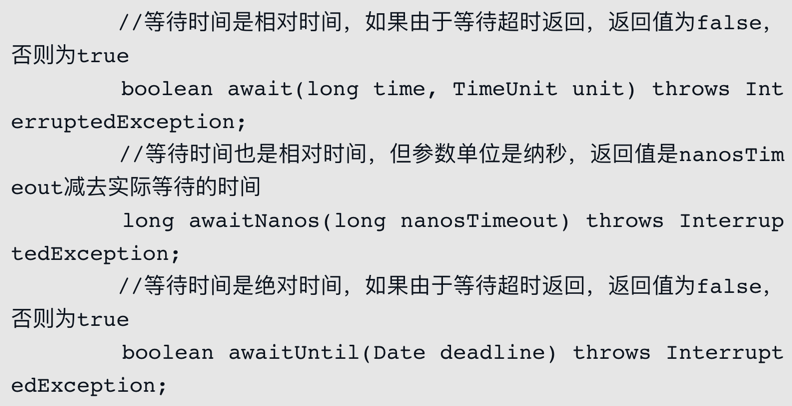 //等待时间是相对时间，如果由于等待超时返回，返回值为false，
否则为true
boolean await(long time, TimeUnit unit) throws Int
erruptedException;
//等待时间也是相对时间，但参数单位是纳秒，返回值是nanosTim
eout减去实际等待的时间
long awaitNanos(long nanosTimeout) throws Interrup
tedException;
//等待时间是绝对时间，如果由于等待超时返回，返回值为false，
否则为true
boolean awaitUntil(Date deadline) throws Interrupt
edException;